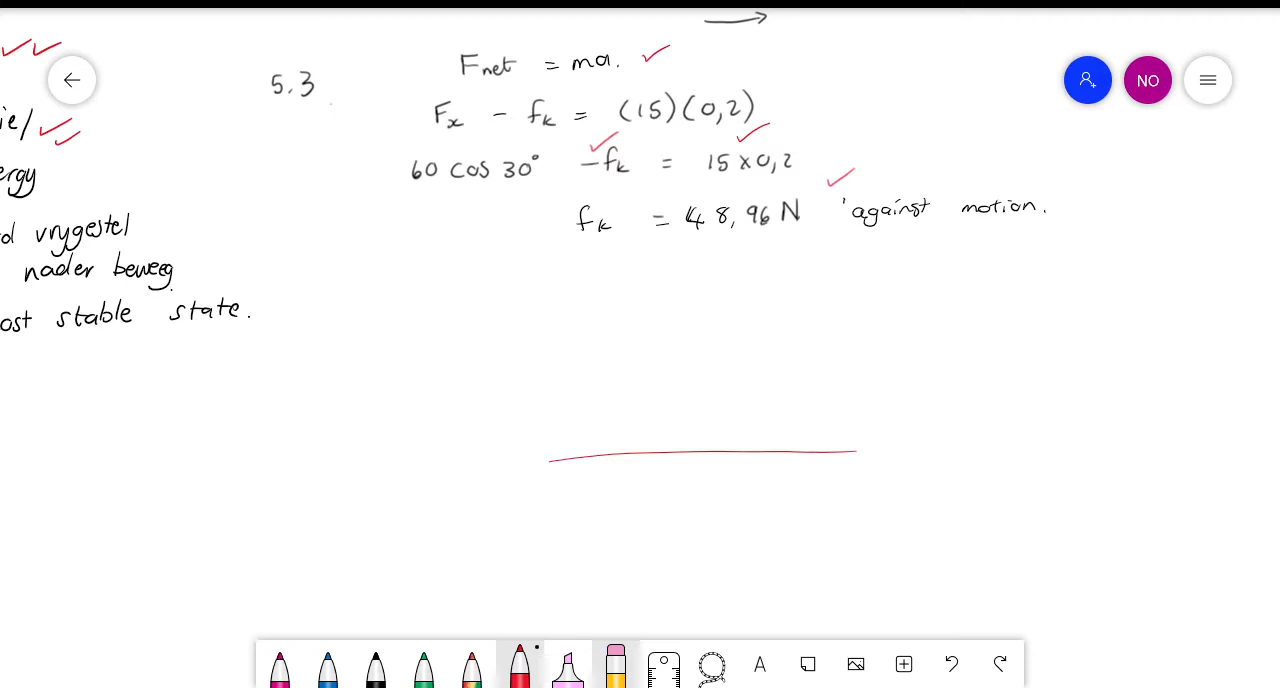 ie/
ergy
d vrygestel
nader beweeg
ost stable state.
5.3
Fnet = ma.
Fx - fk = (15)(0,2)
60 cos 30° - fk = 15 x 0,2
fk = 48,96 N against motion.
NO
A